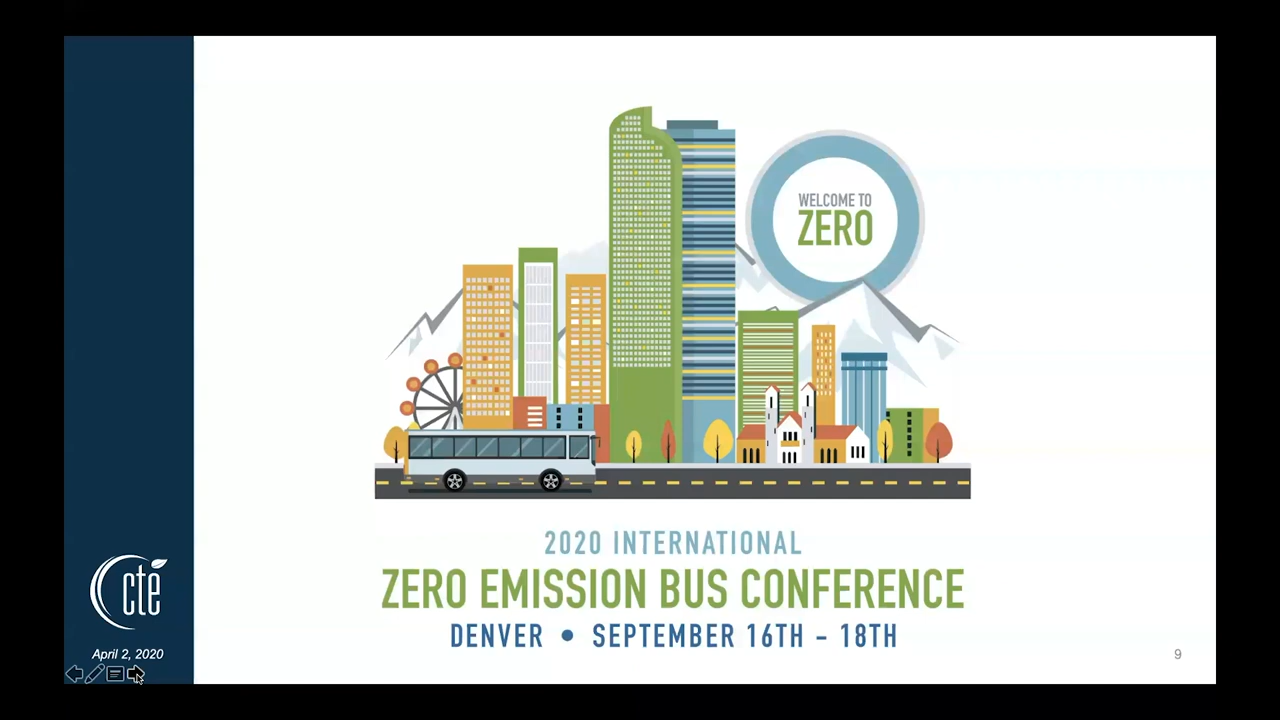 WELCOME TO
ZERO
2020 INTERNATIONAL
ZERO EMISSION BUS CONFERENCE
DENVER • SEPTEMBER 16TH - 18TH
cte
April 2, 2020
9